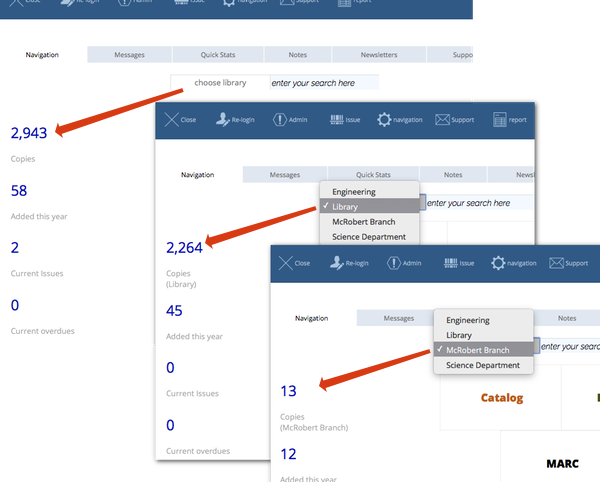 Close Re-login Admin Issue navigation Support report
Navigation Messages Quick Stats Notes Newsletters Suppo
choose library enter your search here
2,943
Copies
58
Added this year
2
Current Issues
0
Current overdues
Close Re-login Admin Issue navigation Support report
Navigation Messages Quick Stats Notes Newsl
Engineering
✓ Library
McRobert Branch
Science Department
enter your search here
2,264
Copies
(Library)
45
Added this year
0
Current Issues
0
Current overdues
Close Re-login Admin Issue navigation Support
Navigation Messages Notes
Engineering
Library
✓ McRobert Branch
Science Department
enter your search here
13
Copies
(McRobert Branch)
12
Added this year
Catalog
MARC